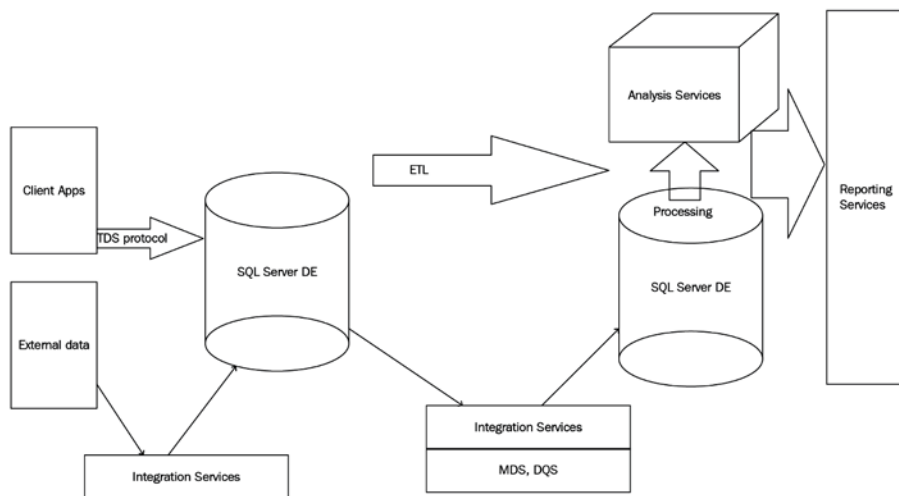 Client Apps
TDS protocol
External data
Integration Services
SQL Server DE
ETL
Integration Services
MDS, DQS
Analysis Services
Processing
SQL Server DE
Reporting
Services